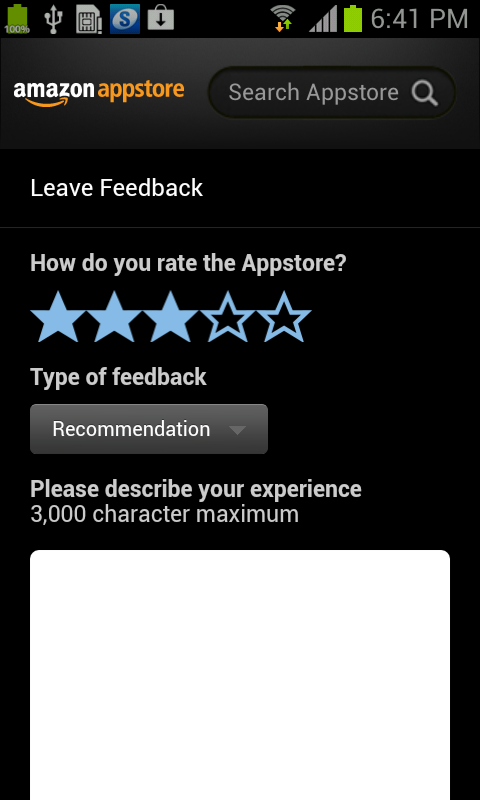 100%
6:41 PM
amazon appstore
Search Appstore
Leave Feedback
How do you rate the Appstore?
Type of feedback
Recommendation
Please describe your experience
3,000 character maximum